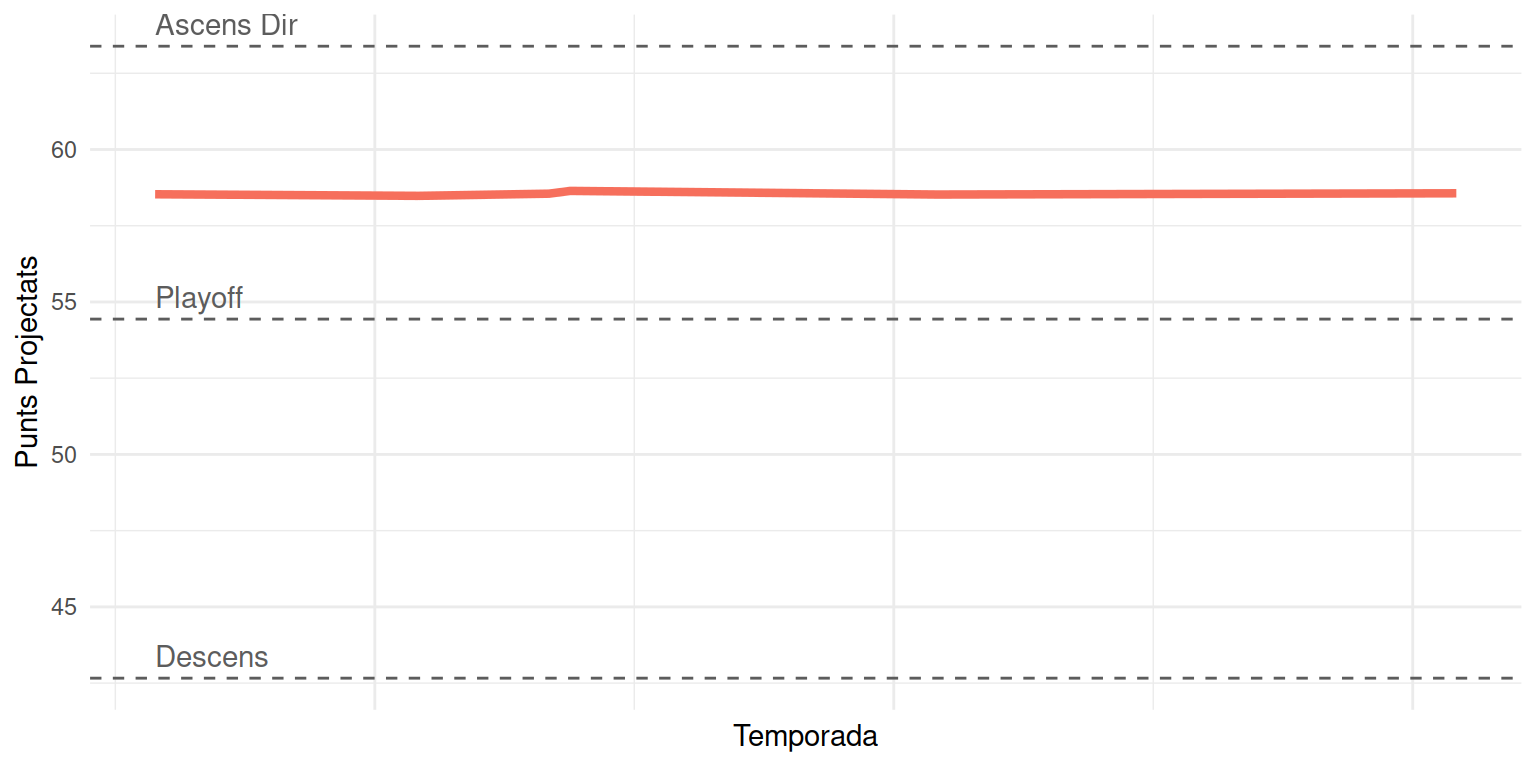 Ascens Dir
60
Playoff
55
50
45
Descens
Punts Projectats
Temporada